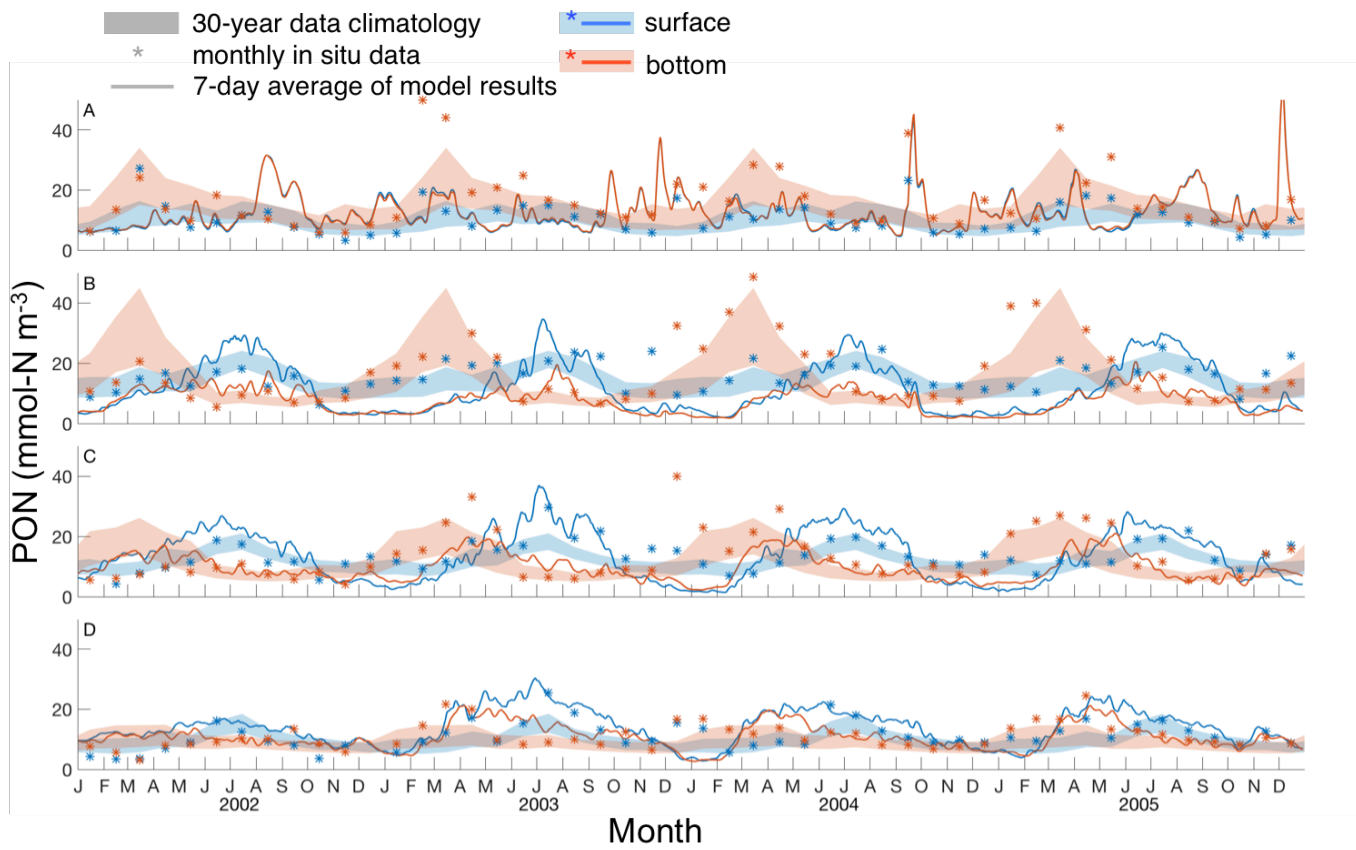 30-year data climatology
* surface
* monthly in situ data
* bottom
7-day average of model results
PON (mmol-N m⁻³)
A
40
20
0
B
40
20
0
C
40
20
0
D
40
20
0
J F M A M J J A S O N D J F M A M J J A S O N D J F M A M J J A S O N D J F M A M J J A S O N D
2002 2003 2004 2005
Month